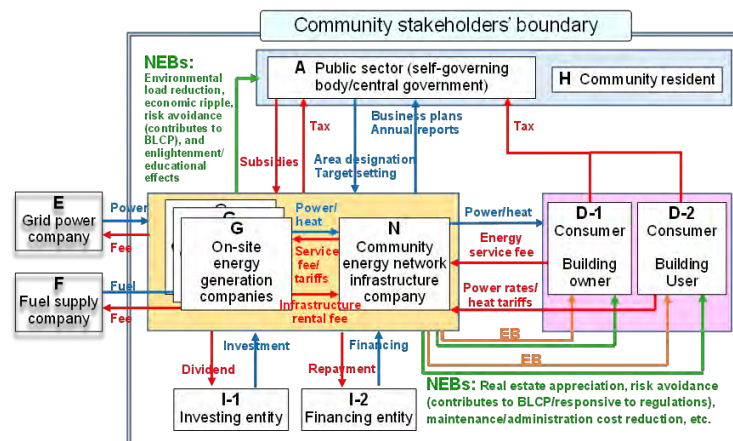 Community stakeholders' boundary
NEBs:
Environmental
load reduction,
economic ripple,
risk avoidance
(contributes to
BLCP), and
enlightenment/
educational
effects
A Public sector (self-governing
body/central government)
H Community resident
Business plans
Annual reports
Tax
Tax
Subsidies
Area designation
Target setting
E
Grid power
company
Power
Fee
F
Fuel supply
company
Fuel
Fee
G
On-site
energy
generation
companies
Power/
heat
Service
fee/
tariffs
Infrastructure
rental fee
N
Community
energy network
infrastructure
company
Power/heat
Energy
service fee
Power rates/
heat tariffs
D-1
Consumer
Building
owner
D-2
Consumer
Building
User
EB
EB
Dividend
Investment
Repayment
Financing
I-1
Investing entity
I-2
Financing entity
NEBs: Real estate appreciation, risk avoidance
(contributes to BLCP/responsive to regulations),
maintenance/administration cost reduction, etc.